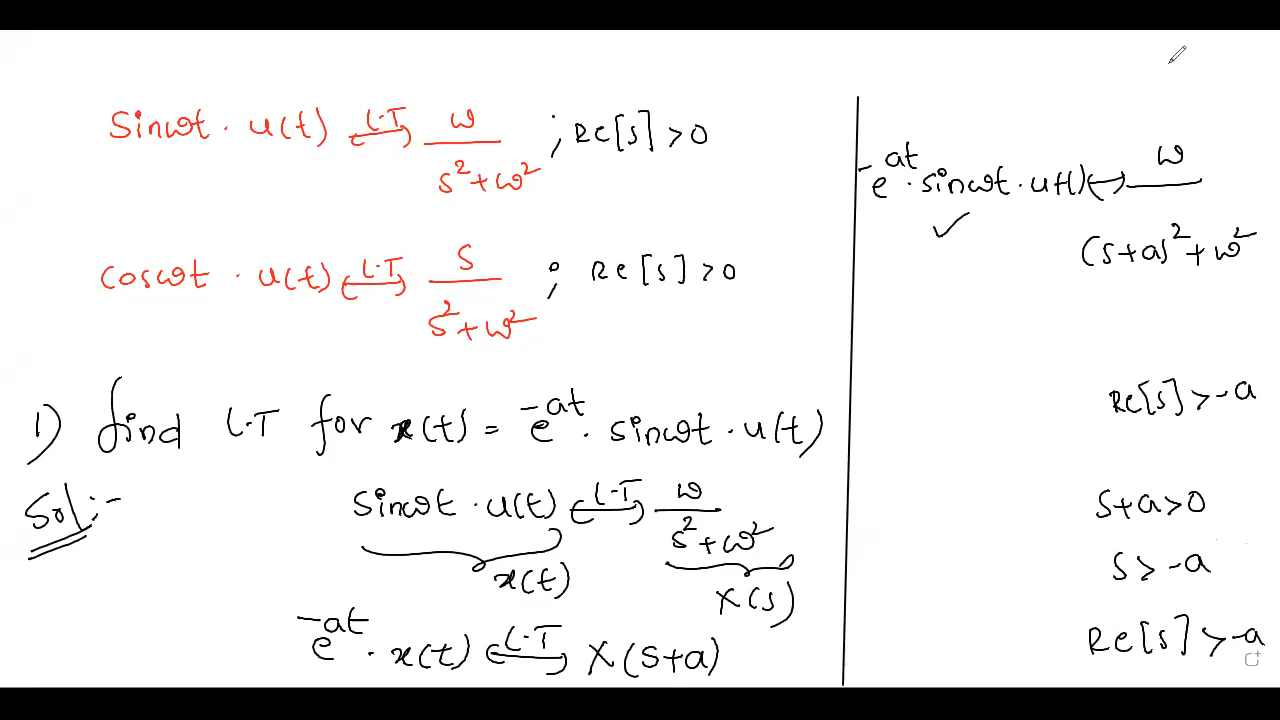 Sinωt · u(t) ⟷ L·T ω/(s²+ω²) ; Re[s] > 0
cosωt · u(t) ⟷ L·T s/(s²+ω²) ; Re[s] > 0
1) find L·T for x(t) = e^(-at) · sinωt · u(t)
Sol:-
sinωt · u(t) ⟷ L·T ω/(s²+ω²)
x(t) X(s)
e^(-at) · x(t) ⟷ L·T X(s+a)
e^(-at) · sinωt · u(t) ⟷ ω/((s+a)²+ω²)
✓
Re[s] > -a
s+a > 0
s > -a
Re[s] > -a